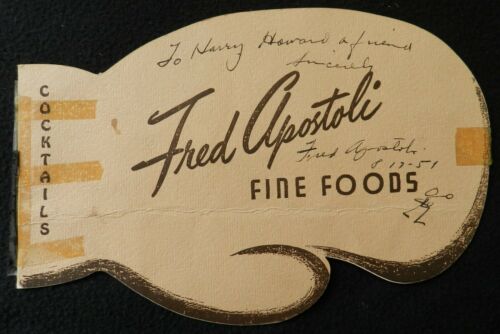 To Harry Howard a friend
Sincerely
COCKTAILS
Fred Apostoli
Fred Apostoli
8-17-51
FINE FOODS